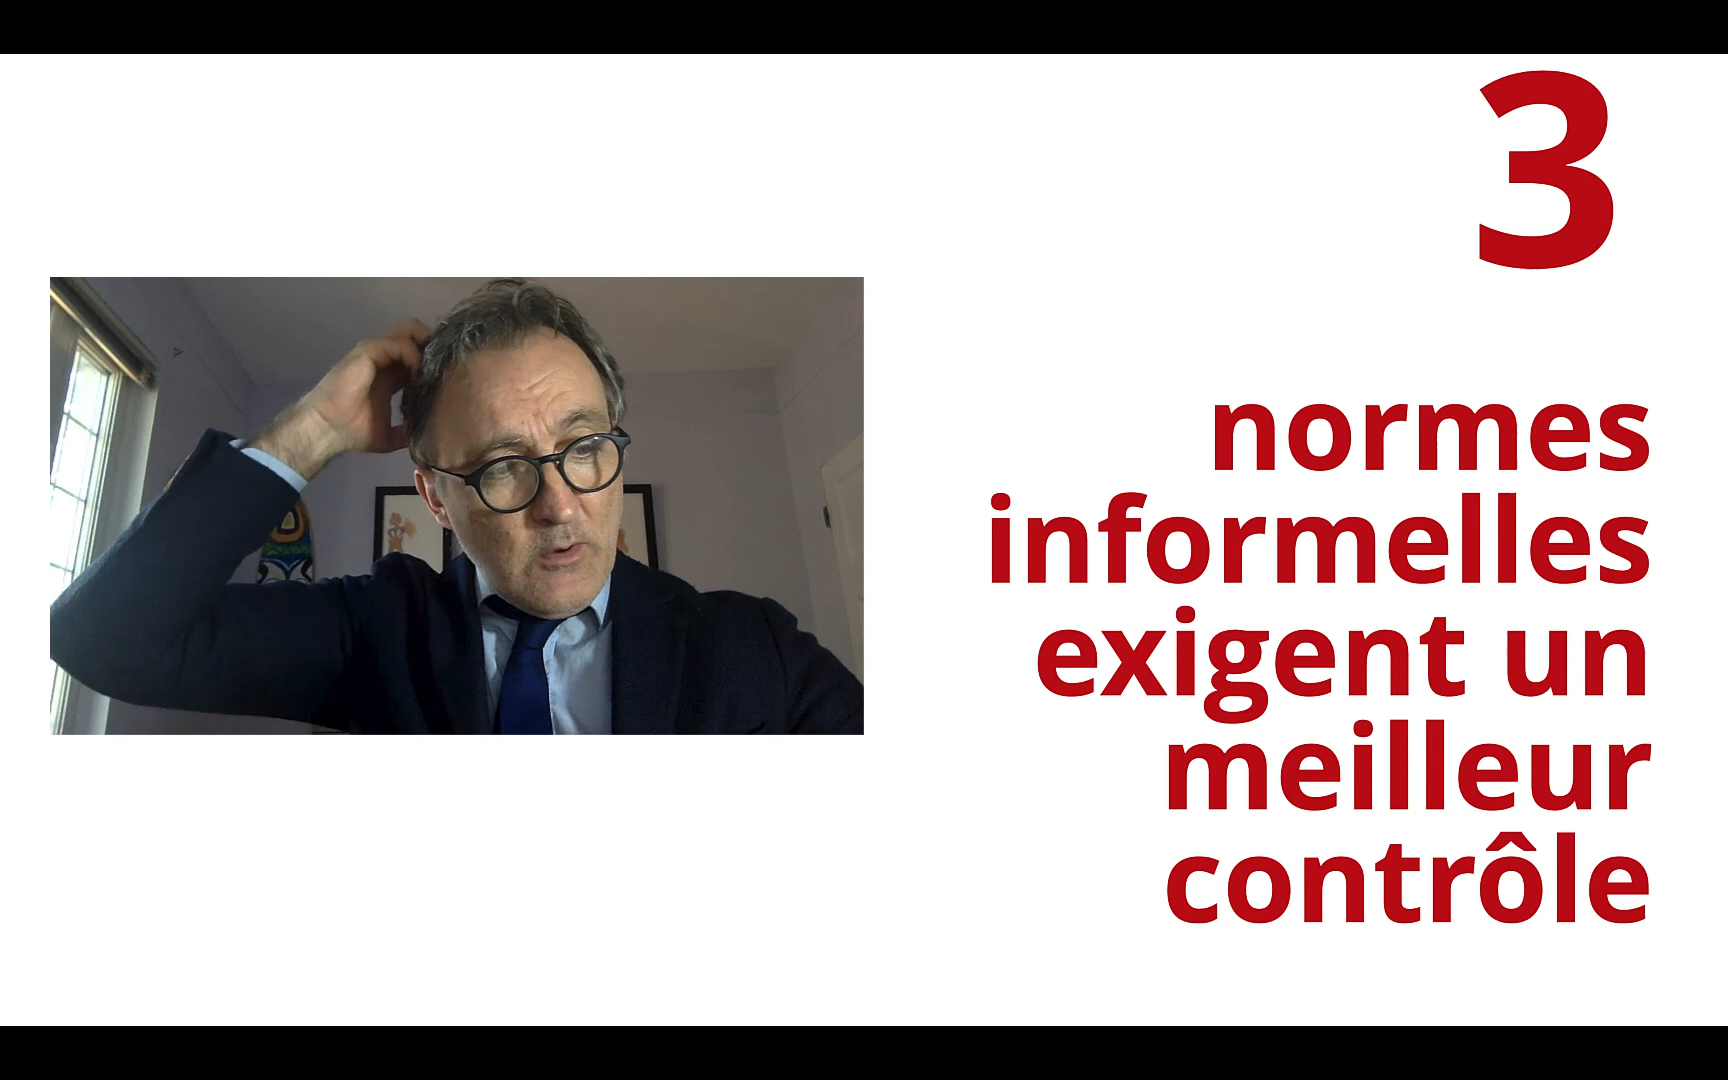 3
normes
informelles
exigent un
meilleur
contrôle